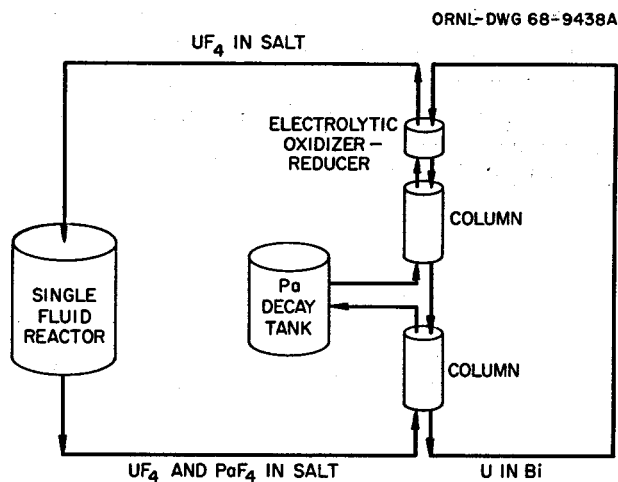 ORNL-DWG 68-9438A
UF4 IN SALT
ELECTROLYTIC
OXIDIZER —
REDUCER
COLUMN
SINGLE
FLUID
REACTOR
Pa
DECAY
TANK
COLUMN
UF4 AND PaF4 IN SALT
U IN Bi